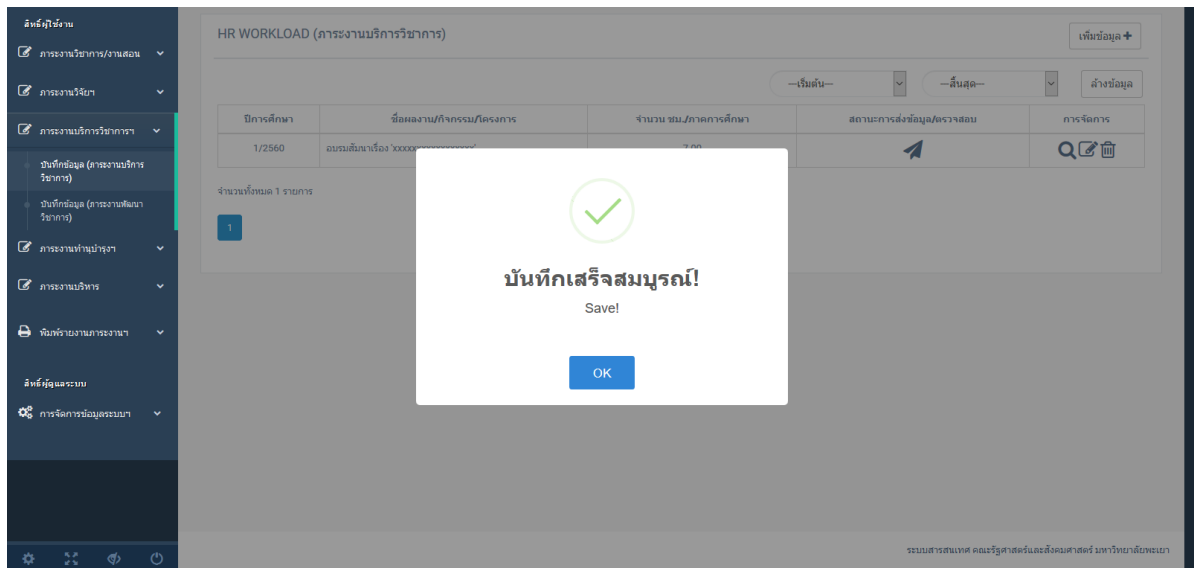 สิทธิ์ผู้ใช้งาน
ภาระงานวิชาการ/งานสอน
ภาระงานวิจัยฯ
ภาระงานบริการวิชาการฯ
บันทึกข้อมูล (ภาระงานบริการ
วิชาการ)
บันทึกข้อมูล (ภาระงานพัฒนา
วิชาการ)
ภาระงานทำนุบำรุงฯ
ภาระงานบริหาร
พิมพ์รายงานภาระงานฯ
สิทธิ์ผู้ดูแลระบบ
การจัดการข้อมูลระบบฯ
HR WORKLOAD (ภาระงานบริการวิชาการ)
เพิ่มข้อมูล +
—เริ่มต้น— —สิ้นสุด— ล้างข้อมูล
ปีการศึกษา ชื่อผลงาน/กิจกรรม/โครงการ จำนวน ชม./ภาคการศึกษา สถานะการส่งข้อมูล/ตรวจสอบ การจัดการ
1/2560 อบรมสัมนาเรื่อง
จำนวนทั้งหมด 1 รายการ
1
บันทึกเสร็จสมบูรณ์!
Save!
OK
ระบบสารสนเทศ คณะรัฐศาสตร์และสังคมศาสตร์ มหาวิทยาลัยพะเยา